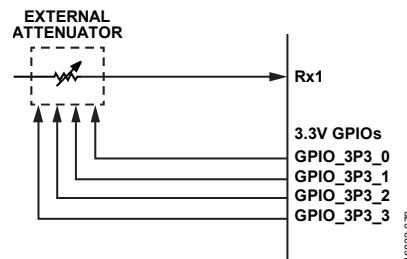 EXTERNAL
ATTENUATOR
Rx1
3.3V GPIOs
GPIO_3P3_0
GPIO_3P3_1
GPIO_3P3_2
GPIO_3P3_3